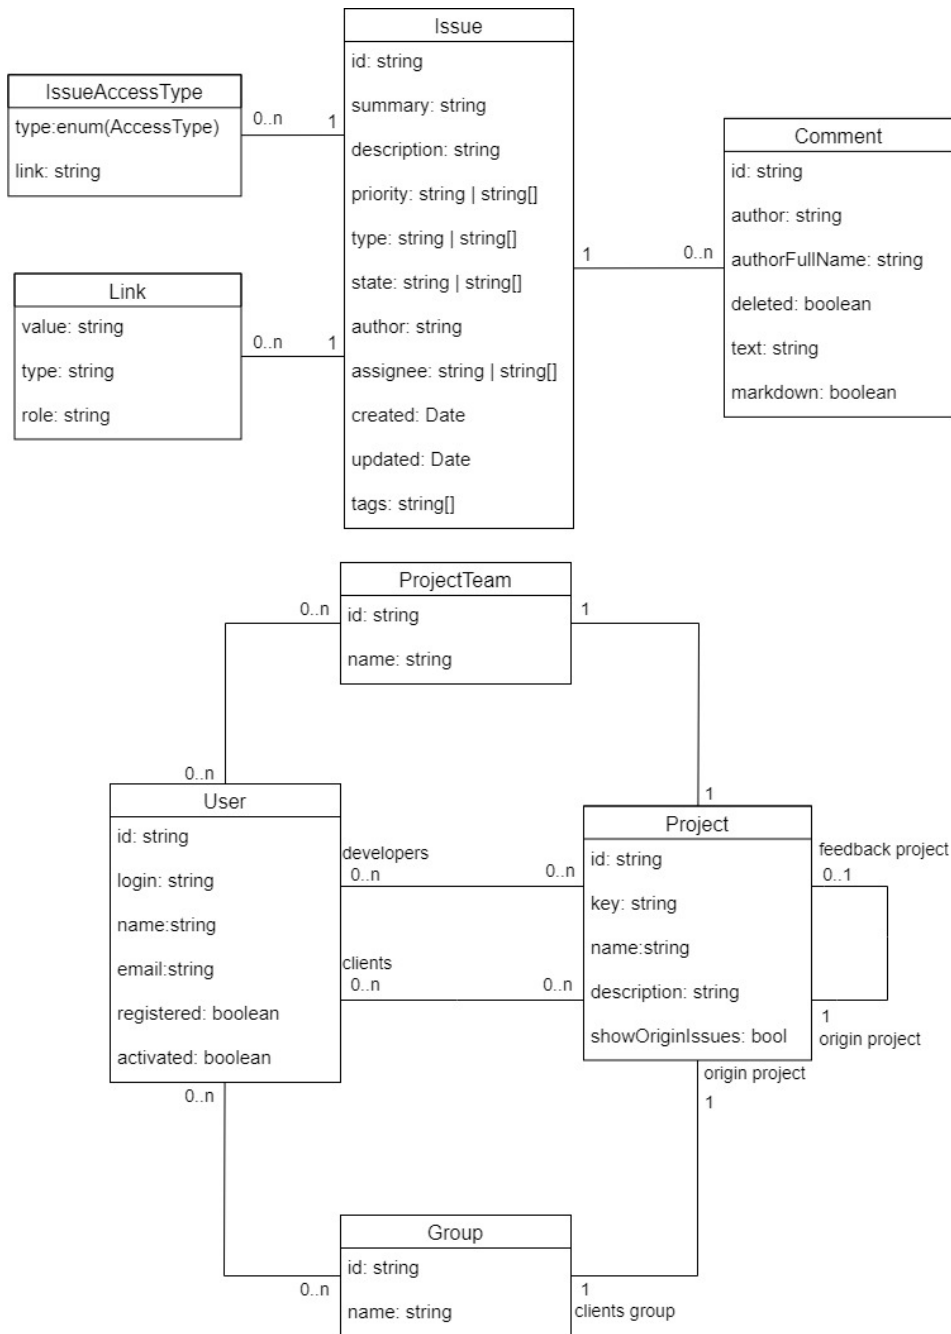 Issue
id: string
summary: string
description: string
priority: string | string[]
type: string | string[]
state: string | string[]
author: string
assignee: string | string[]
created: Date
updated: Date
tags: string[]
IssueAccessType
type:enum(AccessType)
link: string
0..n
1
Link
value: string
type: string
role: string
0..n
1
Comment
id: string
author: string
authorFullName: string
deleted: boolean
text: string
markdown: boolean
1
0..n
ProjectTeam
id: string
name: string
0..n
1
0..n
1
User
id: string
login: string
name:string
email:string
registered: boolean
activated: boolean
developers
0..n
0..n
clients
0..n
0..n
Project
id: string
key: string
name:string
description: string
showOriginIssues: bool
feedback project
0..1
1
origin project
origin project
1
0..n
Group
id: string
name: string
0..n
1
clients group